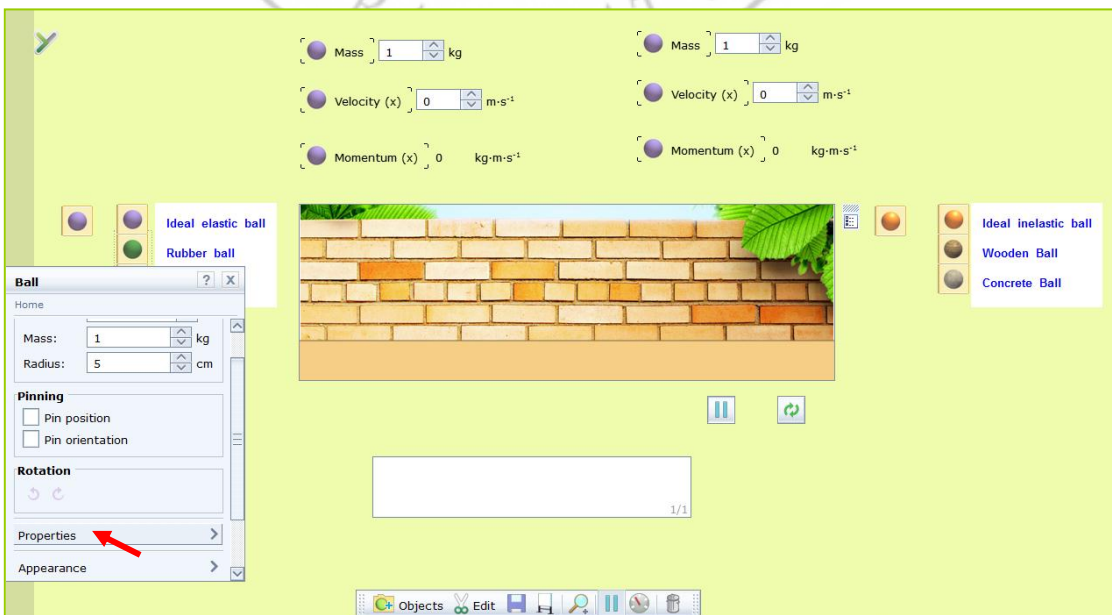 Mass 1 kg
Mass 1 kg
Velocity (x) 0 m·s⁻¹
Velocity (x) 0 m·s⁻¹
Momentum (x) 0 kg·m·s⁻¹
Momentum (x) 0 kg·m·s⁻¹
Ideal elastic ball
Rubber ball
Ideal inelastic ball
Wooden Ball
Concrete Ball
Ball ? X
Home
Mass: 1 kg
Radius: 5 cm
Pinning
Pin position
Pin orientation
Rotation
Properties
Appearance
1/1
Objects Edit